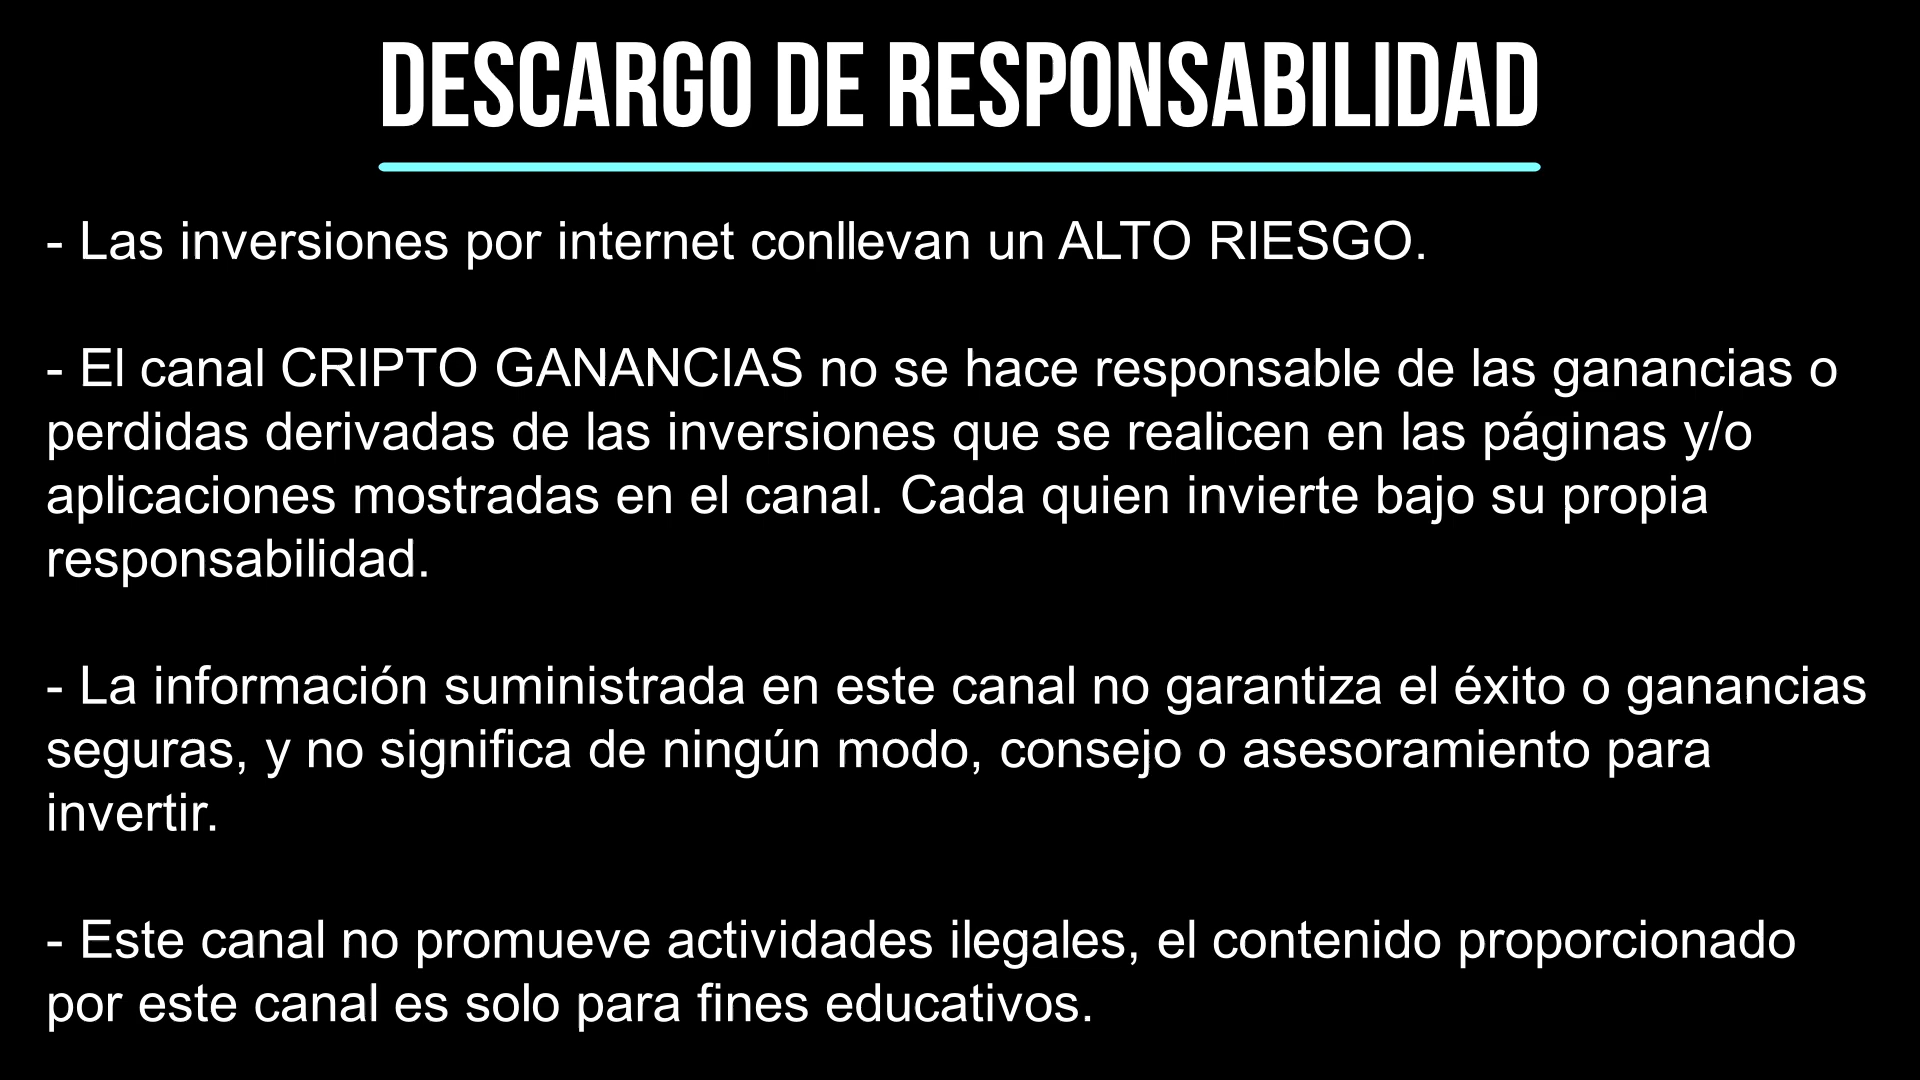 DESCARGO DE RESPONSABILIDAD
- Las inversiones por internet conllevan un ALTO RIESGO.
- El canal CRIPTO GANANCIAS no se hace responsable de las ganancias o
perdidas derivadas de las inversiones que se realicen en las páginas y/o
aplicaciones mostradas en el canal. Cada quien invierte bajo su propia
responsabilidad.
- La información suministrada en este canal no garantiza el éxito o ganancias
seguras, y no significa de ningún modo, consejo o asesoramiento para
invertir.
- Este canal no promueve actividades ilegales, el contenido proporcionado
por este canal es solo para fines educativos.